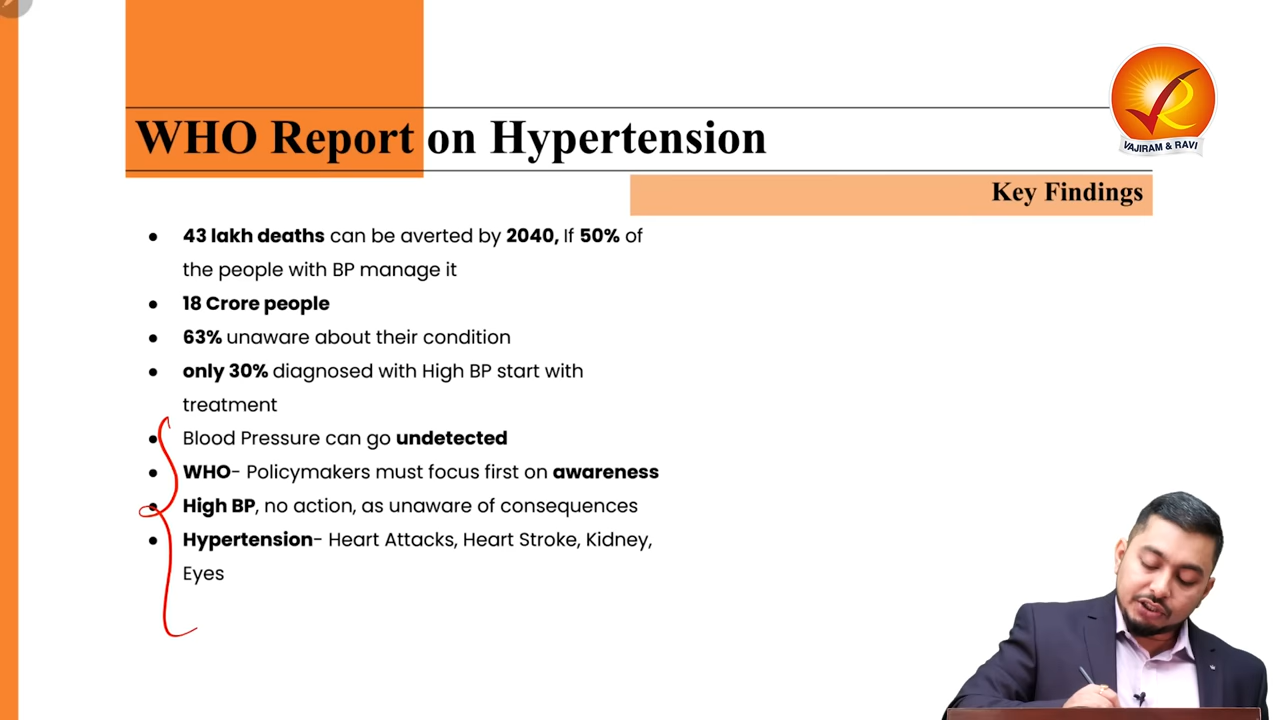 WHO Report on Hypertension
VAJIRAM & RAVI
Key Findings
• 43 lakh deaths can be averted by 2040, If 50% of
the people with BP manage it
• 18 Crore people
• 63% unaware about their condition
• only 30% diagnosed with High BP start with
treatment
• Blood Pressure can go undetected
• WHO- Policymakers must focus first on awareness
• High BP, no action, as unaware of consequences
• Hypertension- Heart Attacks, Heart Stroke, Kidney,
Eyes